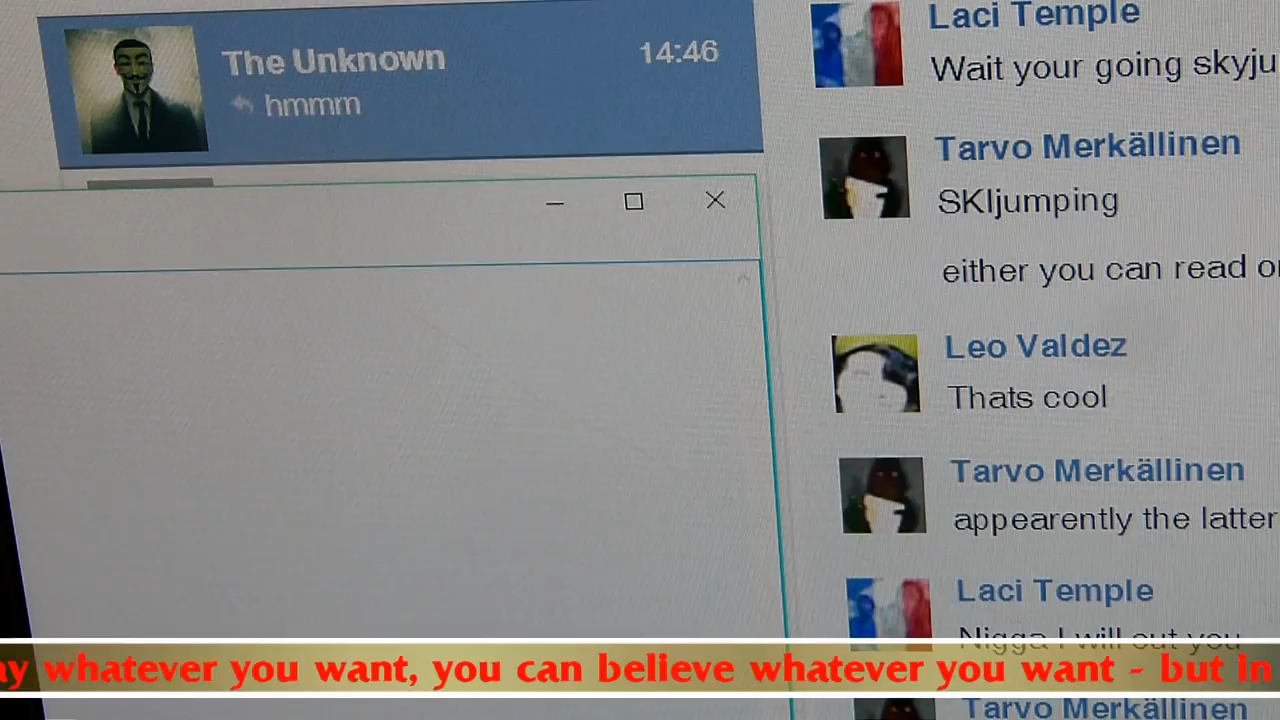 The Unknown 14:46
hmmm
Laci Temple
Wait your going skyju
Tarvo Merkällinen
SKIjumping
either you can read
Leo Valdez
Thats cool
Tarvo Merkällinen
appearently the latter
Laci Temple
Nigga I will cut you
whatever you want, you can believe whatever you want - but in
Tarvo Merkällinen